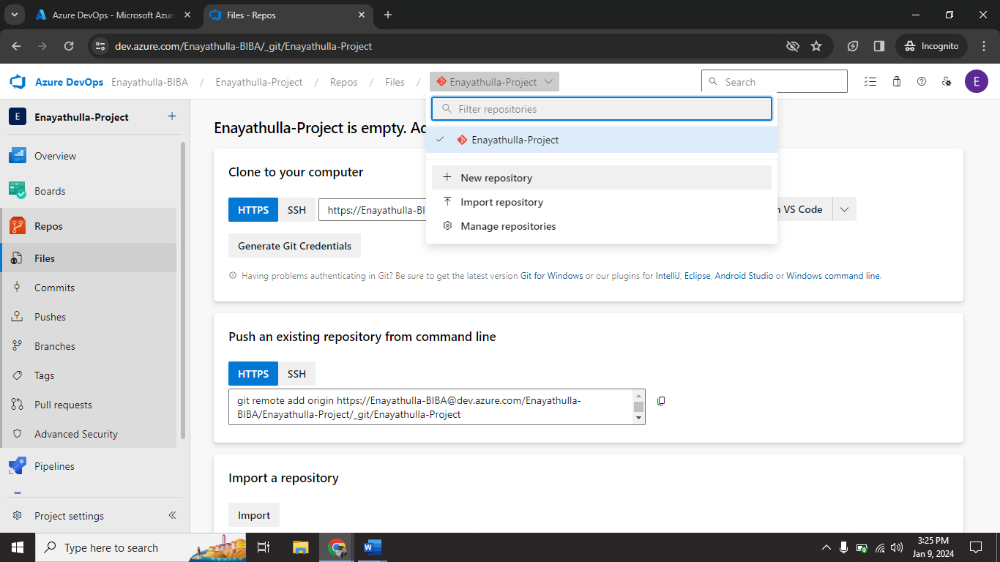 Azure DevOps - Microsoft Azure
Files - Repos
dev.azure.com/Enayathulla-BIBA/_git/Enayathulla-Project
Incognito
Azure DevOps Enayathulla-BIBA / Enayathulla-Project / Repos / Files / Enayathulla-Project
Search
E
E Enayathulla-Project
Overview
Boards
Repos
Files
Commits
Pushes
Branches
Tags
Pull requests
Advanced Security
Pipelines
Project settings
Filter repositories
Enayathulla-Project
New repository
Import repository
Manage repositories
Enayathulla-Project is empty.
Clone to your computer
HTTPS SSH https://Enayathulla-BI
VS Code
Generate Git Credentials
Having problems authenticating in Git? Be sure to get the latest version Git for Windows or our plugins for IntelliJ, Eclipse, Android Studio or Windows command line.
Push an existing repository from command line
HTTPS SSH
git remote add origin https://Enayathulla-BIBA@dev.azure.com/Enayathulla-
BIBA/Enayathulla-Project/_git/Enayathulla-Project
Import a repository
Import
Type here to search
3:25 PM
Jan 9, 2024